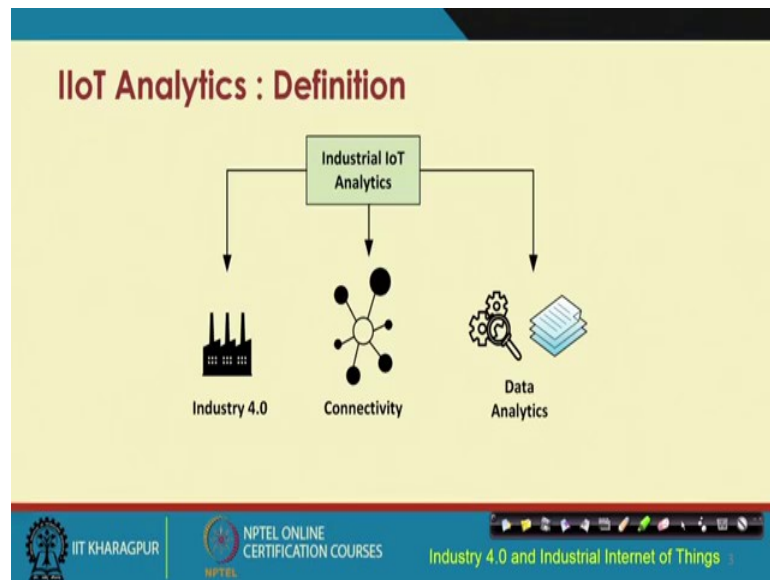 IIoT Analytics : Definition
Industrial IoT
Analytics
Industry 4.0
Connectivity
Data
Analytics
IIT KHARAGPUR
NPTEL
NPTEL ONLINE
CERTIFICATION COURSES
Industry 4.0 and Industrial Internet of Things
3